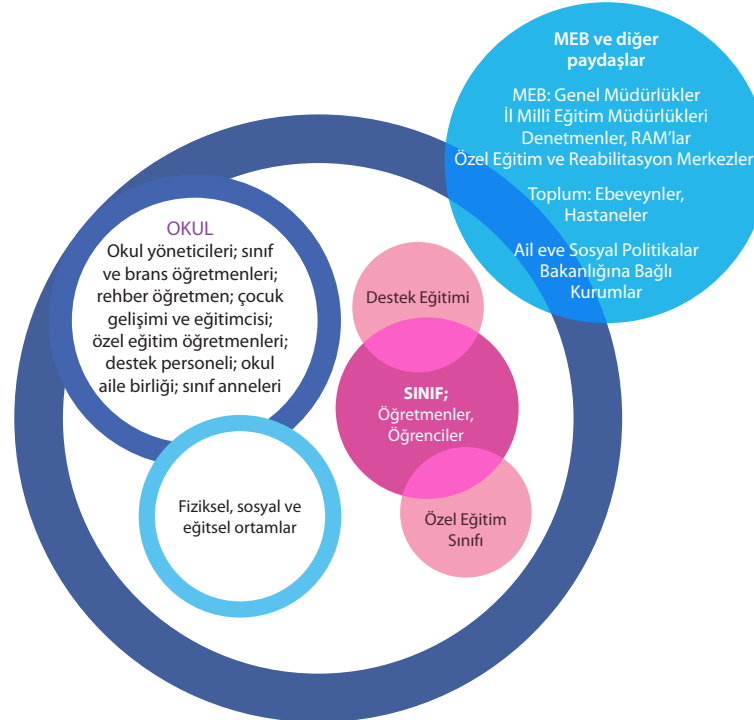 MEB ve diğer
paydaşlar
MEB: Genel Müdürlükler
İl Millî Eğitim Müdürlükleri
Denetmenler, RAM'lar
Özel Eğitim ve Reabilitasyon Merkezler
Toplum: Ebeveynler,
Hastaneler
Ail eve Sosyal Politikalar
Bakanlığına Bağlı
Kurumlar
OKUL
Okul yöneticileri; sınıf
ve brans öğretmenleri;
rehber öğretmen; çocuk
gelişimi ve eğitimcisi;
özel eğitim öğretmenleri;
destek personeli; okul
aile birliği; sınıf anneleri
Fiziksel, sosyal ve
eğitsel ortamlar
Destek Eğitimi
SINIF;
Öğretmenler,
Öğrenciler
Özel Eğitim
Sınıfı